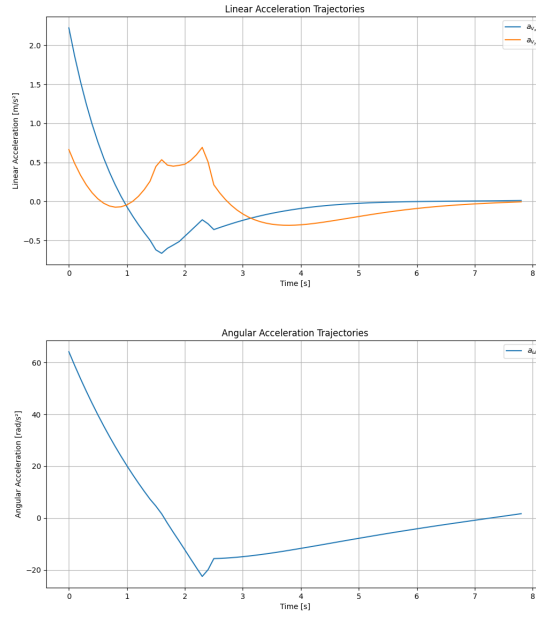 Linear Acceleration Trajectories
Linear Acceleration [m/s²]
2.0
1.5
1.0
0.5
0.0
−0.5
0 1 2 3 4 5 6 7 8
Time [s]
Angular Acceleration Trajectories
Angular Acceleration [rad/s²]
60
40
20
0
−20
0 1 2 3 4 5 6 7 8
Time [s]